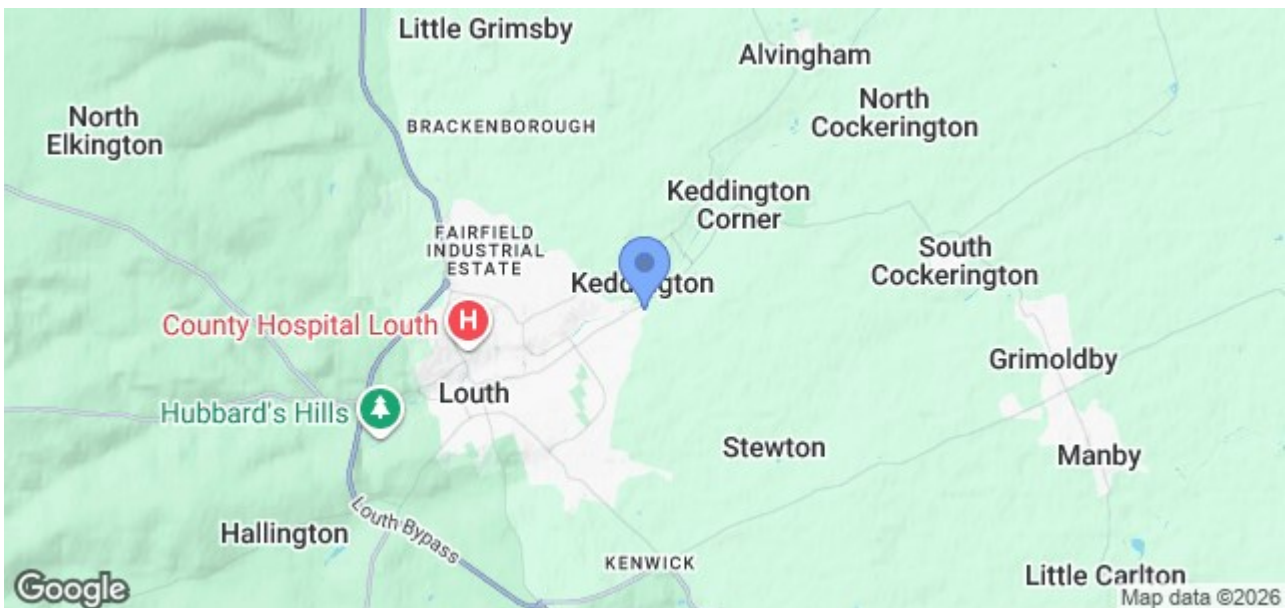 Little Grimsby
Alvingham
North
Elkington
BRACKENBOROUGH
North
Cockerington
Keddington
Corner
FAIRFIELD
INDUSTRIAL
ESTATE
South
Cockerington
Keddington
County Hospital Louth
H
Grimoldby
Louth
Hubbard's Hills
Stewton
Manby
Hallington
Louth Bypass
KENWICK
Little Carlton
Google
Map data ©2026